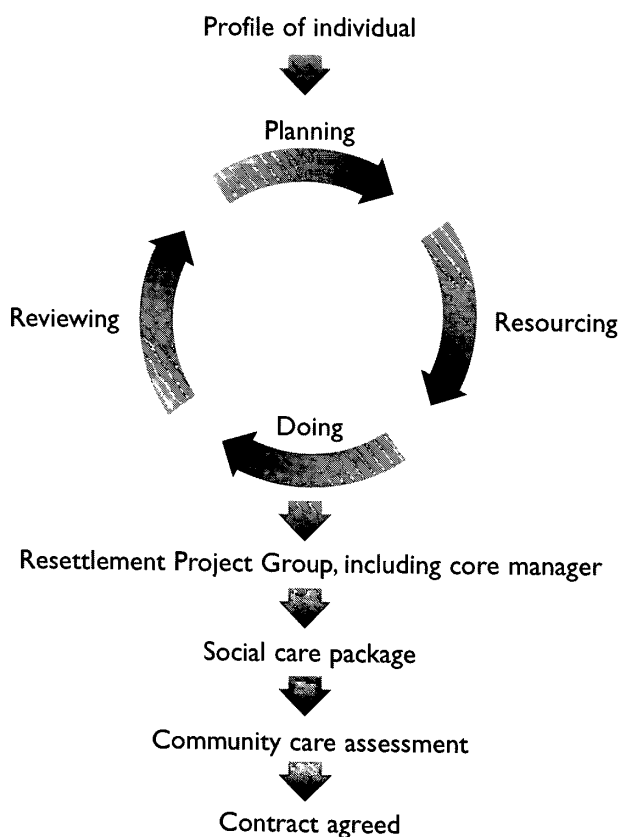 Profile of individual
Planning
Reviewing
Resourcing
Doing
Resettlement Project Group, including core manager
Social care package
Community care assessment
Contract agreed